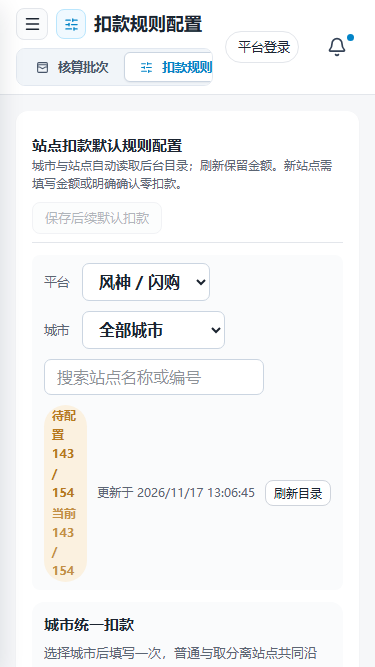 扣款规则配置
核算批次
扣款规则
平台登录
站点扣款默认规则配置
城市与站点自动读取后台目录；刷新保留金额。新站点需
填写金额或明确确认零扣款。
保存后续默认扣款
平台
风神 / 闪购
城市
全部城市
搜索站点名称或编号
待配
置
143
/
154
当前
143
/
154
更新于 2026/11/17 13:06:45
刷新目录
城市统一扣款
选择城市后填写一次，普通与取分离站点共同沿